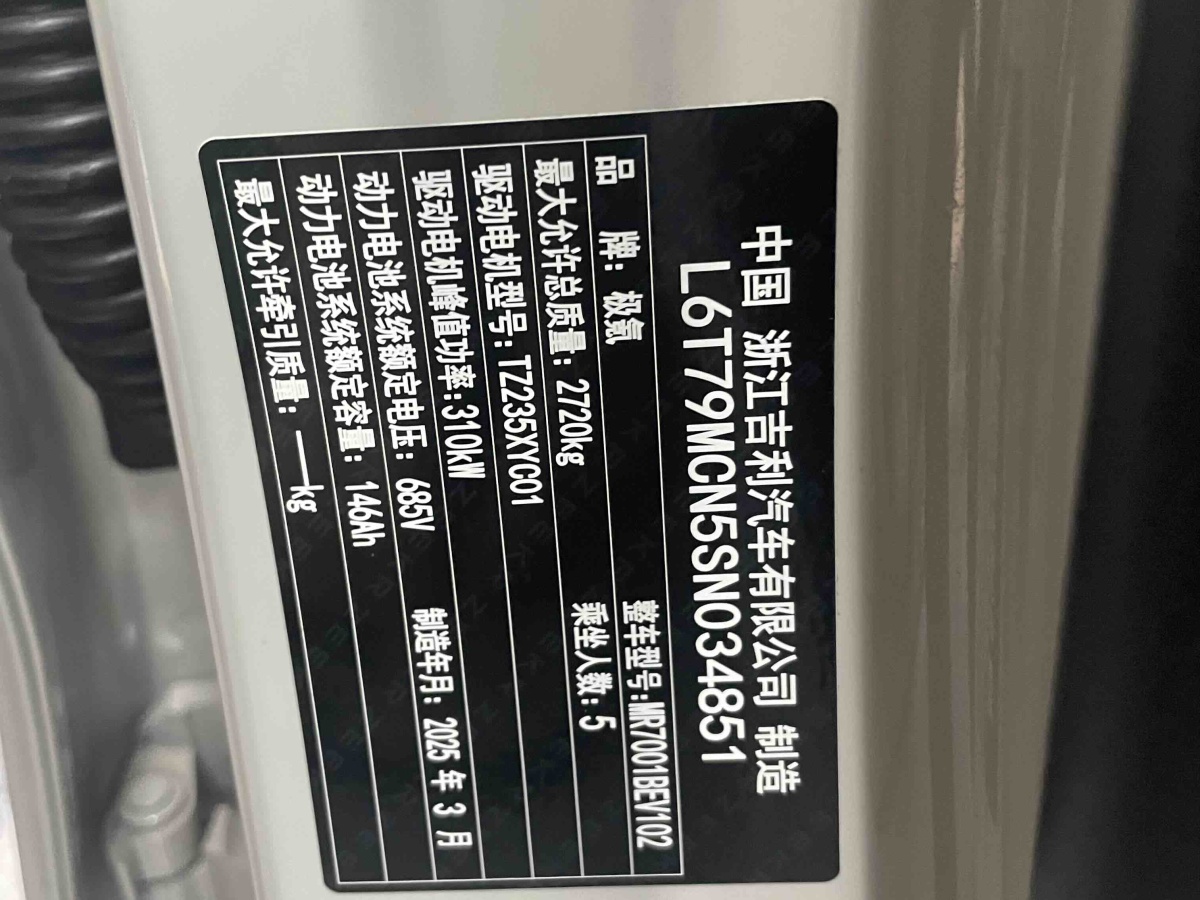 中国 浙江吉利汽车有限公司 制造
L6T79MCN5SN034851
品 牌: 极氪 整车型号:MR7001BEV102
最大允许总质量: 2720kg 乘坐人数:5
驱动电机型号:TZ235XYC01
驱动电机峰值功率:310kW
动力电池系统额定电压: 685V 制造年月: 2025 年 3 月
动力电池系统额定容量: 146Ah
最大允许牵引质量: ——kg